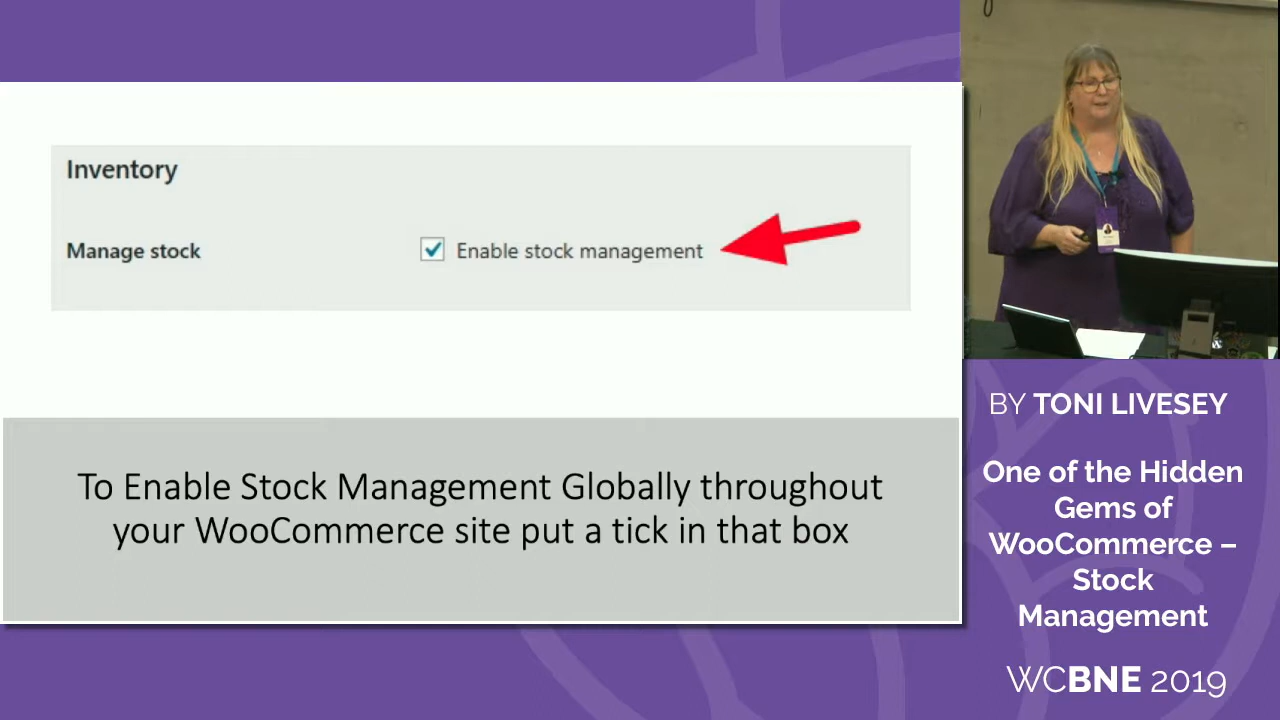 Inventory
Manage stock
Enable stock management
To Enable Stock Management Globally throughout
your WooCommerce site put a tick in that box
BY TONI LIVESEY
One of the Hidden
Gems of
WooCommerce –
Stock
Management
WCBNE 2019